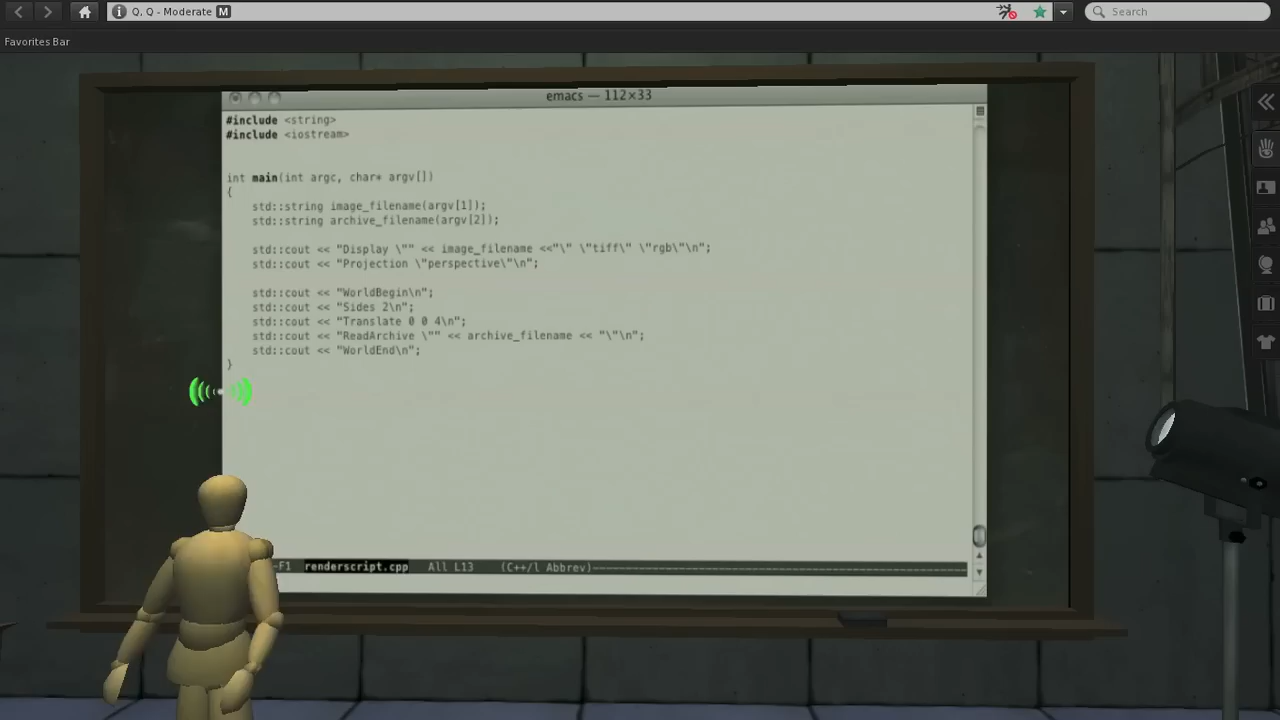 Q, Q - Moderate M
Search
Favorites Bar
emacs — 112×33
#include <string>
#include <iostream>
int main(int argc, char* argv[])
{
    std::string image_filename(argv[1]);
    std::string archive_filename(argv[2]);
    std::cout << "Display \"" << image_filename <<"\" \"tiff\" \"rgb\"\n";
    std::cout << "Projection \"perspective\"\n";
    std::cout << "WorldBegin\n";
    std::cout << "Sides 2\n";
    std::cout << "Translate 0 0 4\n";
    std::cout << "ReadArchive \"" << archive_filename << "\"\n";
    std::cout << "WorldEnd\n";
}
-F1 renderscript.cpp All L13 (C++/l Abbrev)